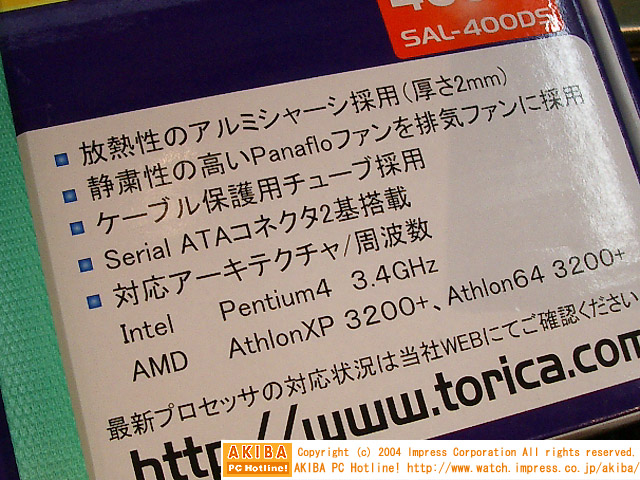 SAL-400DS
放熱性のアルミシャーシ採用(厚さ2mm)
静粛性の高いPanafloファンを排気ファンに採用
ケーブル保護用チューブ採用
Serial ATAコネクタ2基搭載
対応アーキテクチャ/周波数
Intel Pentium4 3.4GHz
AMD AthlonXP 3200+、Athlon64 3200+
最新プロセッサの対応状況は当社WEBにてご確認ください
http://www.torica.com
AKIBA PC Hotline!
Copyright (c) 2004 Impress Corporation All rights reserved.
AKIBA PC Hotline! http://www.watch.impress.co.jp/akiba/